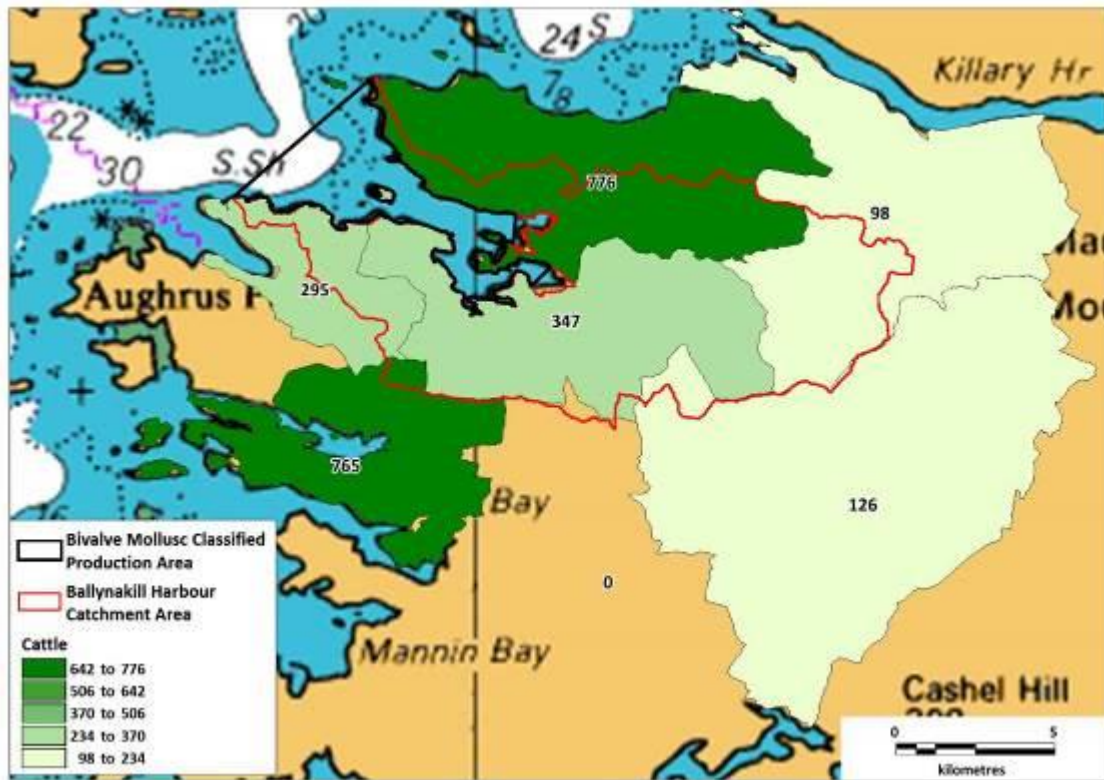 24 S
7
8
Killary Hr
22
30
S.Sh
776
98
295
Aughrus
347
765
Bay
126
0
Mannin Bay
Cashel Hill
Bivalve Mollusc Classified
Production Area
Ballynakill Harbour
Catchment Area
Cattle
642 to 776
506 to 642
370 to 506
234 to 370
98 to 234
0 5
kilometres